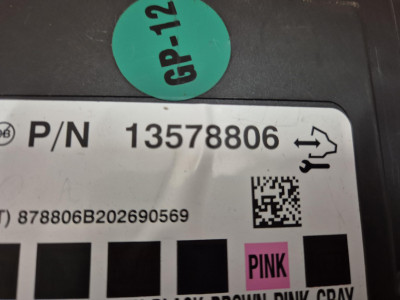 GP-12
P/N 13578806
T) 878806B202690569
PINK
BLACK BROWN PINK GRAY